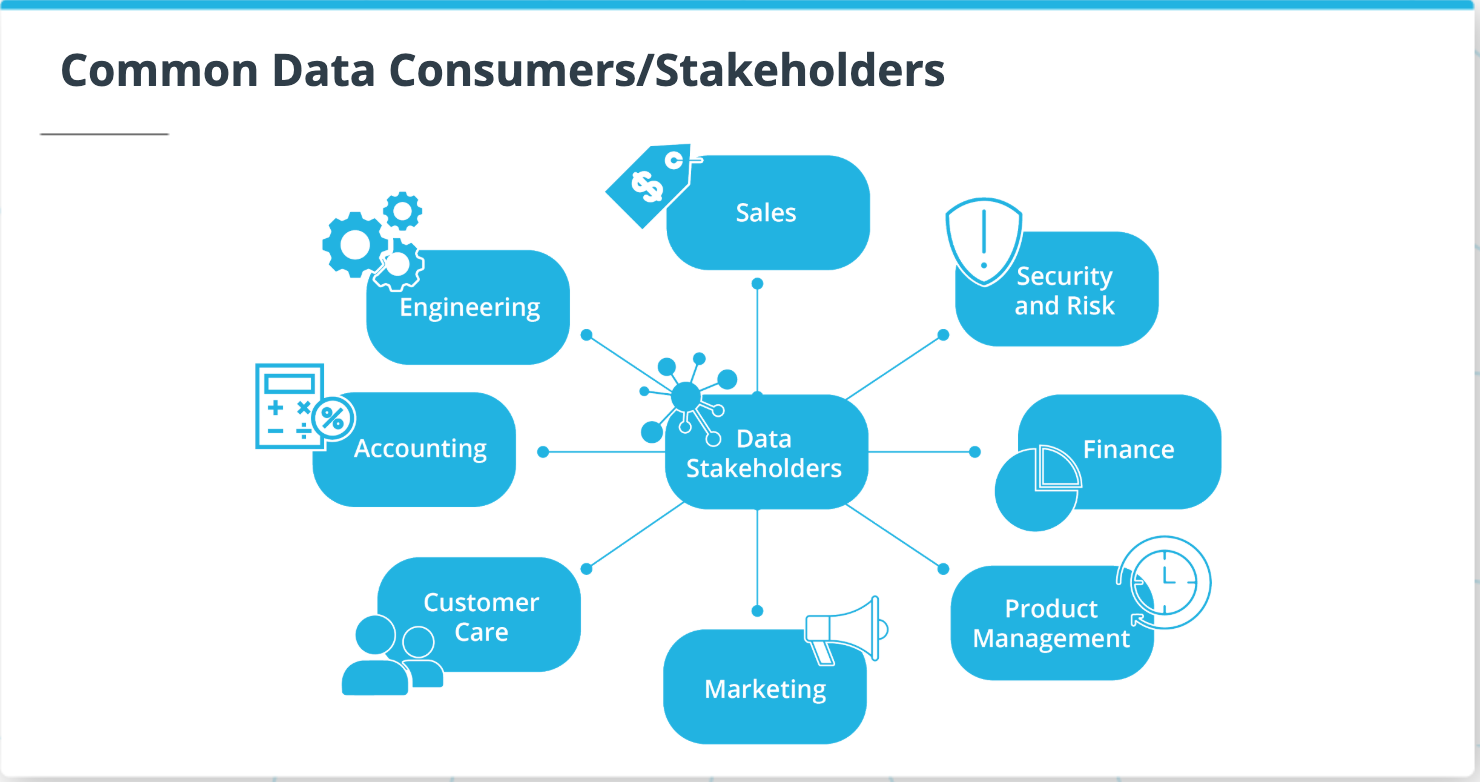 Common Data Consumers/Stakeholders
Sales
Security
and Risk
Engineering
Accounting
Data
Stakeholders
Finance
Customer
Care
Product
Management
Marketing